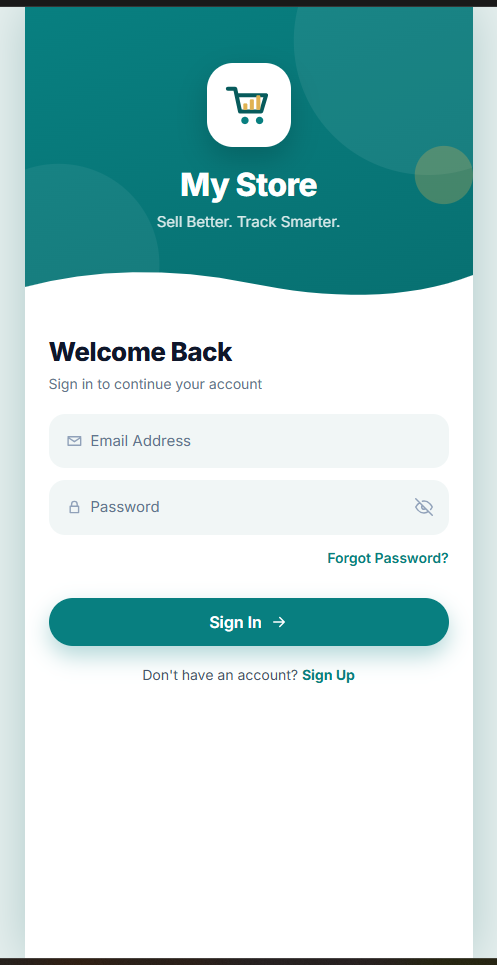 My Store
Sell Better. Track Smarter.
Welcome Back
Sign in to continue your account
Email Address
Password
Forgot Password?
Sign In →
Don't have an account? Sign Up